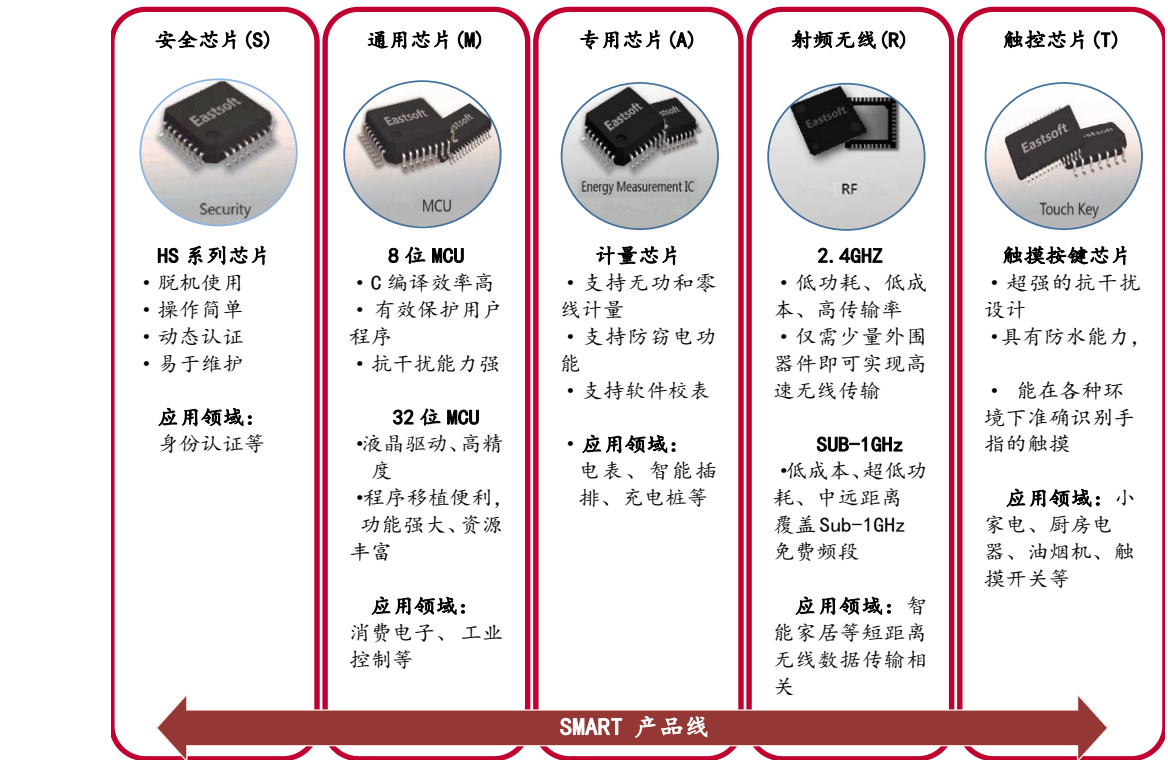 安全芯片(S)
Eastsoft
Security
HS 系列芯片
·脱机使用
·操作简单
·动态认证
·易于维护
应用领域：
身份认证等
通用芯片(M)
Eastsoft
tsoft
MCU
8 位 MCU
·C 编译效率高
·有效保护用户
程序
·抗干扰能力强
32 位 MCU
·液晶驱动、高精
度
·程序移植便利,
功能强大、资源
丰富
应用领域：
消费电子、工业
控制等
专用芯片(A)
Eastsoft
tsoft
Energy Measurement IC
计量芯片
·支持无功和零
线计量
·支持防窃电功
能
·支持软件校表
·应用领域：
电表、智能插
排、充电桩等
射频无线(R)
Eastsoft
RF
2.4GHZ
·低功耗、低成
本、高传输率
·仅需少量外围
器件即可实现高
速无线传输
SUB-1GHz
·低成本、超低功
耗、中远距离
覆盖Sub-1GHz
免费频段
应用领域：智
能家居等短距离
无线数据传输相
关
触控芯片(T)
Eastsoft
tsoft
Touch Key
触摸按键芯片
·超强的抗干扰
设计
·具有防水能力,
· 能在各种环
境下准确识别手
指的触摸
应用领域：小
家电、厨房电
器、油烟机、触
摸开关等
SMART 产品线